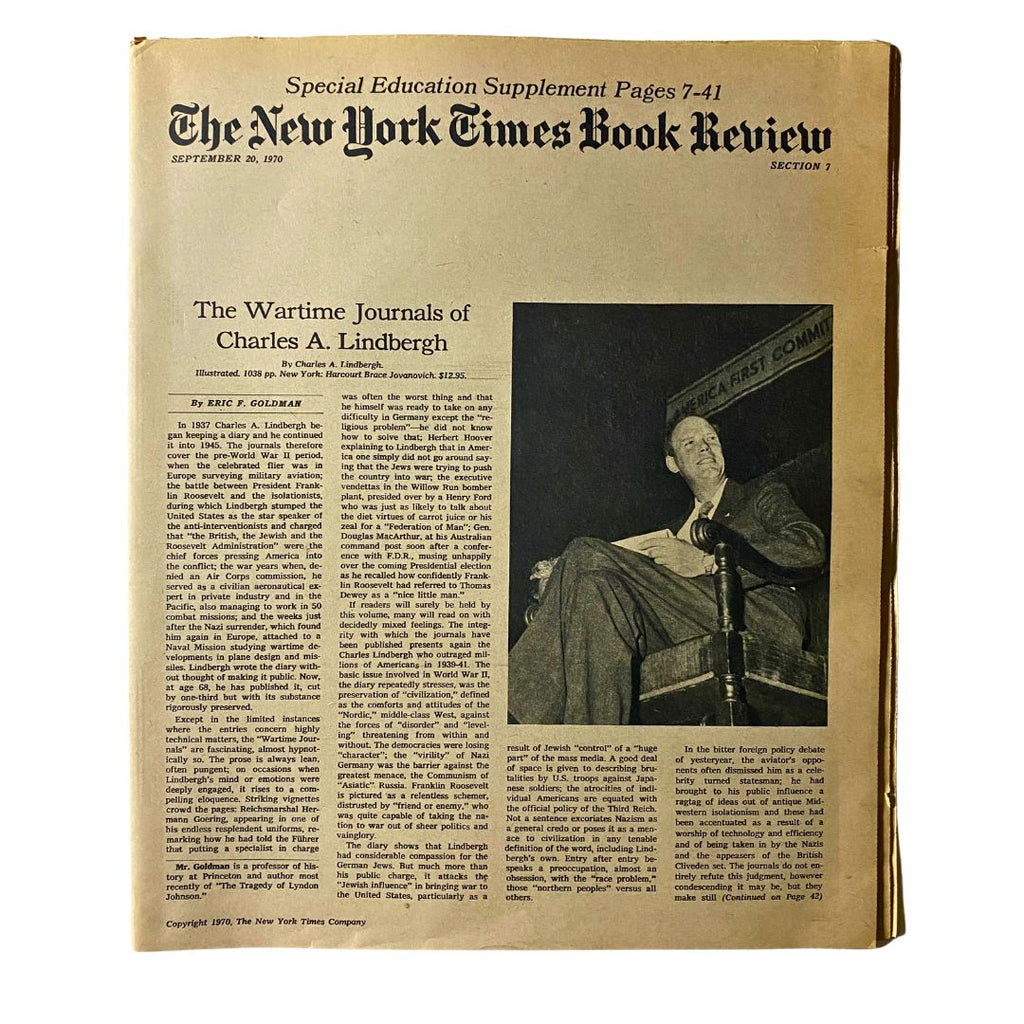 Special Education Supplement Pages 7-41
The New York Times Book Review
SEPTEMBER 20, 1970
SECTION 7
The Wartime Journals of
Charles A. Lindbergh
By Charles A. Lindbergh.
Illustrated. 1038 pp. New York: Harcourt Brace Jovanovich. $12.95.
By ERIC F. GOLDMAN
In 1937 Charles A. Lindbergh be-
gan keeping a diary and he continued
it into 1945. The journals therefore
cover the pre-World War II period,
when the celebrated flier was in
Europe surveying military aviation;
the battle between President Frank-
lin Roosevelt and the isolationists,
during which Lindbergh stumped the
United States as the star speaker of
the anti-interventionists and charged
that "the British, the Jewish and the
Roosevelt Administration" were the
chief forces pressing America into
the conflict; the war years when, de-
nied an Air Corps commission, he
served as a civilian aeronautical ex-
pert in private industry and in the
Pacific, also managing to work in 50
combat missions; and the weeks just
after the Nazi surrender, which found
him again in Europe, attached to a
Naval Mission studying wartime de-
velopments in plane design and mis-
siles. Lindbergh wrote the diary with-
out thought of making it public. Now,
at age 68, he has published it, cut
by one-third but with its substance
rigorously preserved.
Except in the limited instances
where the entries concern highly
technical matters, the "Wartime Jour-
nals" are fascinating, almost hypnot-
ically so. The prose is always lean,
often pungent; on occasions when
Lindbergh's mind or emotions were
deeply engaged, it rises to a com-
pelling eloquence. Striking vignettes
crowd the pages: Reichsmarshal Her-
mann Goering, appearing in one of
his endless resplendent uniforms, re-
marking how he had told the Führer
that putting a specialist in charge
Mr. Goldman is a professor of his-
tory at Princeton and author most
recently of "The Tragedy of Lyndon
Johnson."
was often the worst thing and that
he himself was ready to take on any
difficulty in Germany except the "re-
ligious problem"—he did not know
how to solve that; Herbert Hoover
explaining to Lindbergh that in Amer-
ica one simply did not go around say-
ing that the Jews were trying to push
the country into war; the executive
vendettas in the Willow Run bomber
plant, presided over by a Henry Ford
who was just as likely to talk about
the diet virtues of carrot juice or his
zeal for a "Federation of Man"; Gen.
Douglas MacArthur, at his Australian
command post soon after a confer-
ence with F.D.R., musing unhappily
over the coming Presidential election
as he recalled how confidently Frank-
lin Roosevelt had referred to Thomas
Dewey as a "nice little man."
If readers will surely be held by
this volume, many will read on with
decidedly mixed feelings. The integ-
rity with which the journals have
been published presents again the
Charles Lindbergh who outraged mil-
lions of Americans in 1939-41. The
basic issue involved in World War II,
the diary repeatedly stresses, was the
preservation of "civilization," defined
as the comforts and attitudes of the
"Nordic," middle-class West, against
the forces of "disorder" and "level-
ing" threatening from within and
without. The democracies were losing
"character"; the "virility" of Nazi
Germany was the barrier against the
greatest menace, the Communism of
"Asiatic" Russia. Franklin Roosevelt
is pictured as a relentless schemer,
distrusted by "friend or enemy," who
was quite capable of taking the na-
tion to war out of sheer politics and
vainglory.
The diary shows that Lindbergh
had considerable compassion for the
German Jews. But much more than
his public charge, it attacks the
"Jewish influence" in bringing war to
the United States, particularly as a
AMERICA FIRST COMMIT
result of Jewish "control" of a "huge
part" of the mass media. A good deal
of space is given to describing bru-
talities by U.S. troops against Japa-
nese soldiers; the atrocities of indi-
vidual Americans are equated with
the official policy of the Third Reich.
Not a sentence excoriates Nazism as
a general credo or poses it as a men-
ace to civilization in any tenable
definition of the word, including Lind-
bergh's own. Entry after entry be-
speaks a preoccupation, almost an
obsession, with the "race problem,"
those "northern peoples" versus all
others.
In the bitter foreign policy debate
of yesteryear, the aviator's oppo-
nents often dismissed him as a cele-
brity turned statesman; he had
brought to his public influence a
ragtag of ideas out of antique Mid-
western isolationism and these had
been accentuated as a result of a
worship of technology and efficiency
and of being taken in by the Nazis
and the appeasers of the British
Cliveden set. The journals do not en-
tirely refute this judgment, however
condescending it may be, but they
make still (Continued on Page 42)
Copyright 1970, The New York Times Company